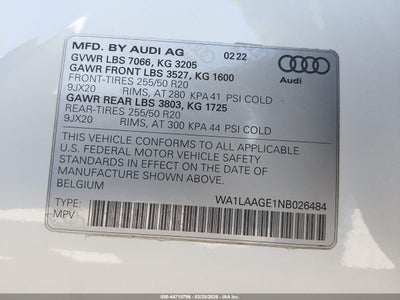 MFD. BY AUDI AG 02.22
GVWR LBS 7066, KG 3205
GAWR FRONT LBS 3527, KG 1600
FRONT-TIRES 255/50 R20
9JX20 RIMS, AT 280 KPA 41 PSI COLD
GAWR REAR LBS 3803, KG 1725
REAR-TIRES 255/50 R20
9JX20 RIMS, AT 300 KPA 44 PSI COLD
Audi
THIS VEHICLE CONFORMS TO ALL APPLICABLE
U.S. FEDERAL MOTOR VEHICLE SAFETY
STANDARDS IN EFFECT ON THE DATE OF
MANUFACTURE SHOWN ABOVE. MADE IN
BELGIUM
TYPE: WA1LAAGE1NB026484
MPV